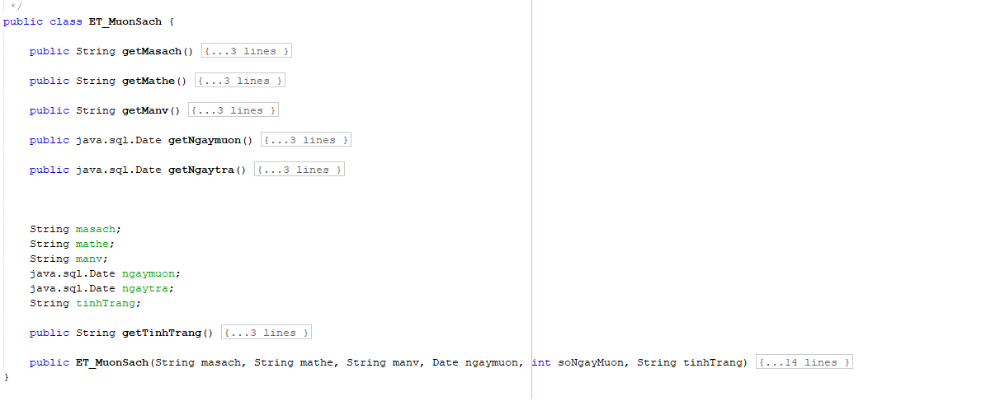 */
public class ET_MuonSach {
public String getMasach() {...3 lines }
public String getMathe() {...3 lines }
public String getManv() {...3 lines }
public java.sql.Date getNgaymuon() {...3 lines }
public java.sql.Date getNgaytra() {...3 lines }
String masach;
String mathe;
String manv;
java.sql.Date ngaymuon;
java.sql.Date ngaytra;
String tinhTrang;
public String getTinhTrang() {...3 lines }
public ET_MuonSach(String masach, String mathe, String manv, Date ngaymuon, int soNgayMuon, String tinhTrang) {...14 lines }
}